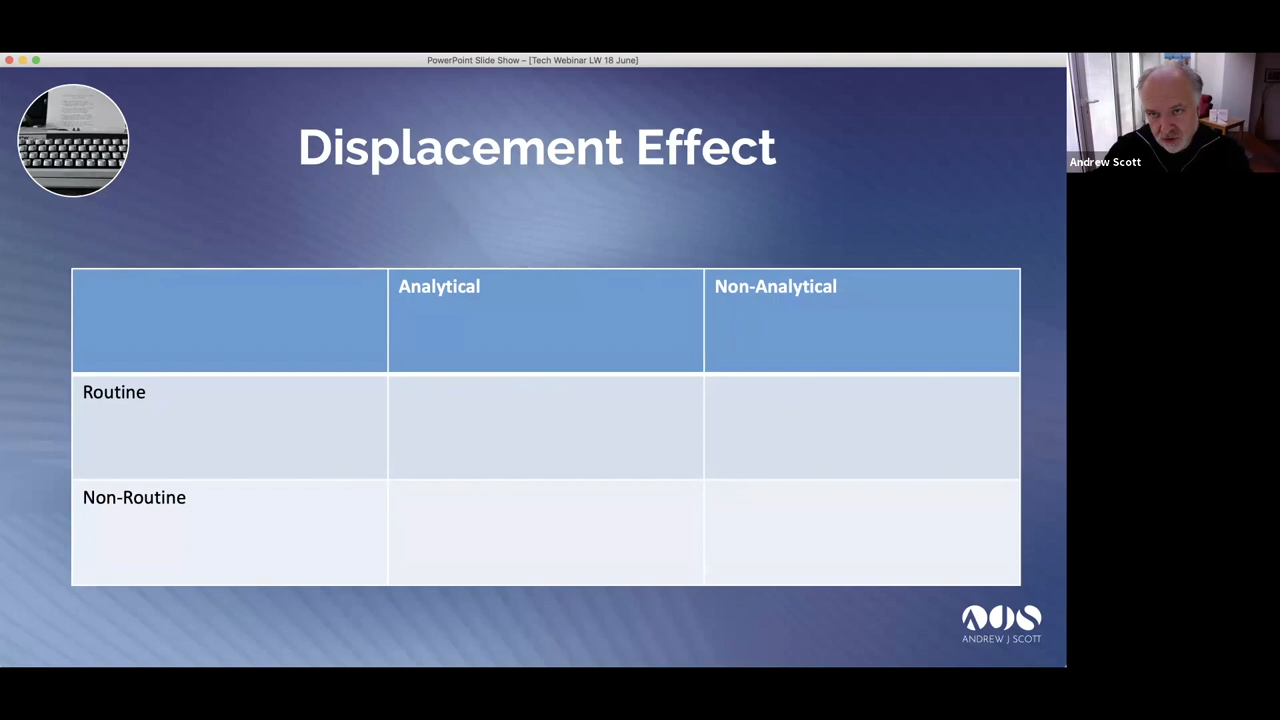 PowerPoint Slide Show – [Tech Webinar LW 18 June]
Displacement Effect
Andrew Scott
Analytical
Non-Analytical
Routine
Non-Routine
AJS
ANDREW J SCOTT